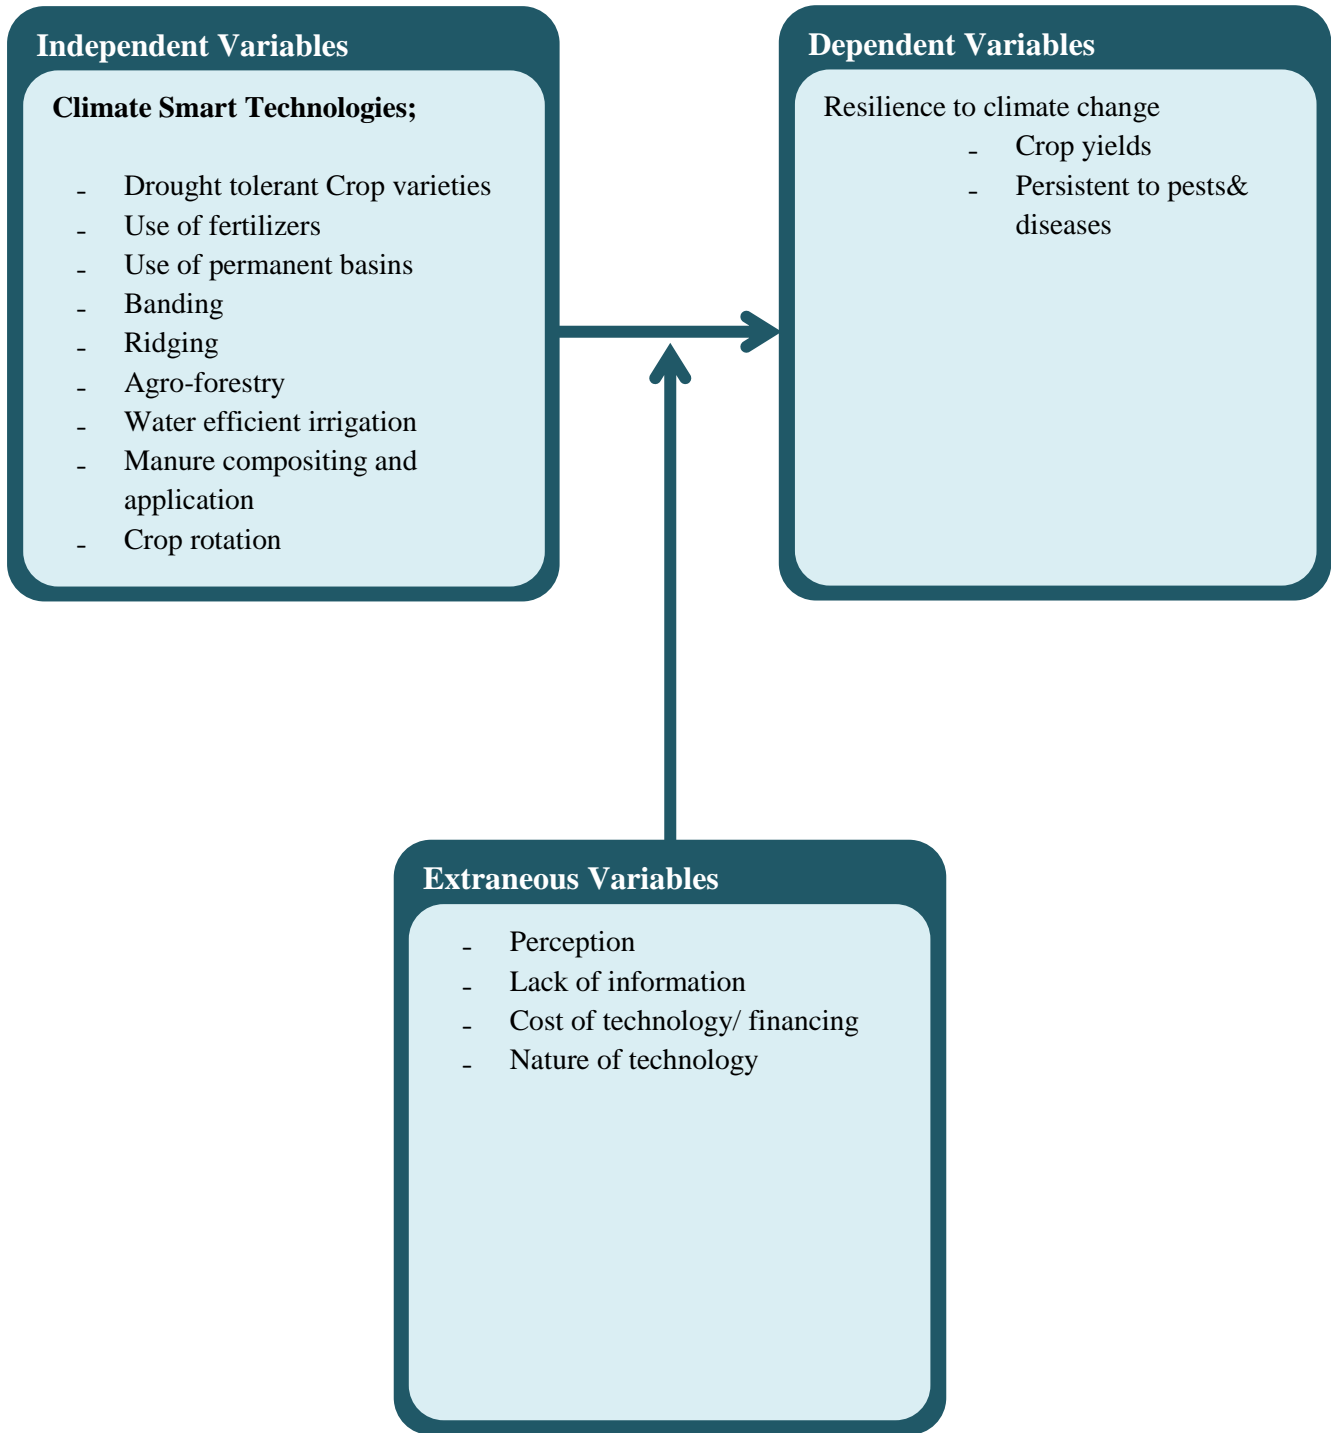 Independent Variables
Climate Smart Technologies;
- Drought tolerant Crop varieties
- Use of fertilizers
- Use of permanent basins
- Banding
- Ridging
- Agro-forestry
- Water efficient irrigation
- Manure compositing and
application
- Crop rotation
Dependent Variables
Resilience to climate change
- Crop yields
- Persistent to pests&
diseases
Extraneous Variables
- Perception
- Lack of information
- Cost of technology/ financing
- Nature of technology